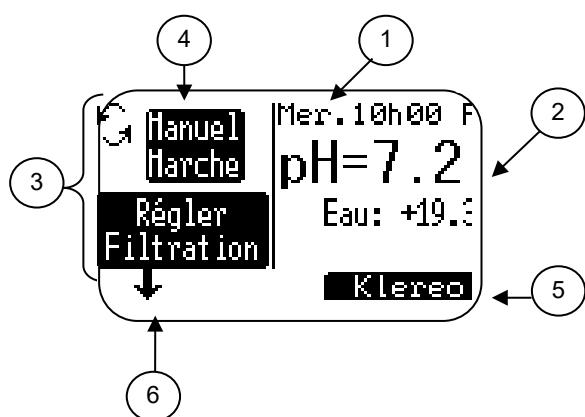 4
1
3
2
5
6
Manuel
Marche
Régler
Filtration
Mer.10h00
pH=7.2
Eau: +19.
Klereo